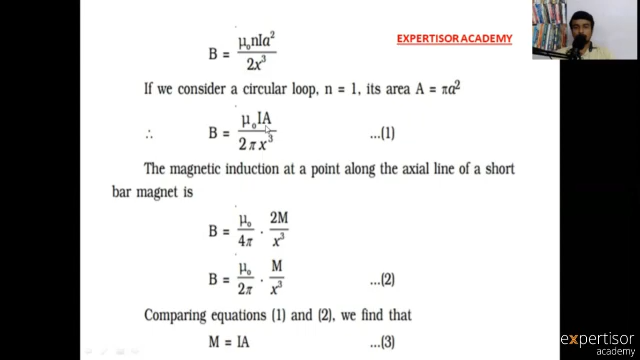 EXPERTISOR ACADEMY
B = μ₀nIa² / 2x³
If we consider a circular loop, n = 1, its area A = πa²
∴ B = μ₀IA / 2πx³ ...(1)
The magnetic induction at a point along the axial line of a short
bar magnet is
B = μ₀/4π · 2M/x³
B = μ₀/2π · M/x³ ...(2)
Comparing equations (1) and (2), we find that
M = IA ...(3)
expertisor
academy